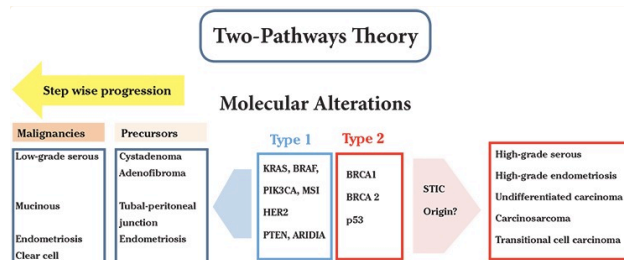 Two-Pathways Theory
Step wise progression
Molecular Alterations
Malignancies
Precursors
Type 1
Type 2
Low-grade serous
Mucinous
Endometriosis
Clear cell
Cystadenoma
Adenofibroma
Tubal-peritoneal
junction
Endometriosis
KRAS, BRAF,
PIK3CA, MSI
HER2
PTEN, ARIDIA
BRCA1
BRCA 2
p53
STIC
Origin?
High-grade serous
High-grade endometriosis
Undifferentiated carcinoma
Carcinosarcoma
Transitional cell carcinoma